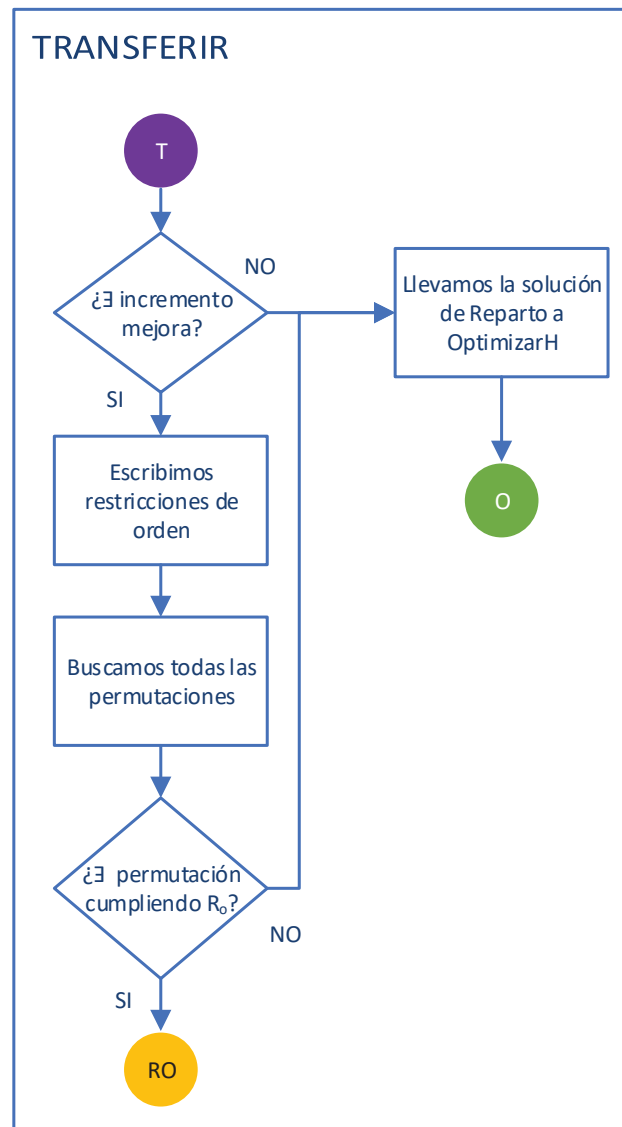 TRANSFERIR
T
¿Ǝ incremento
mejora?
NO
Llevamos la solución
de Reparto a
OptimizarH
SI
Escribimos
restricciones de
orden
O
Buscamos todas las
permutaciones
¿Ǝ permutación
cumpliendo Rₒ?
NO
SI
RO